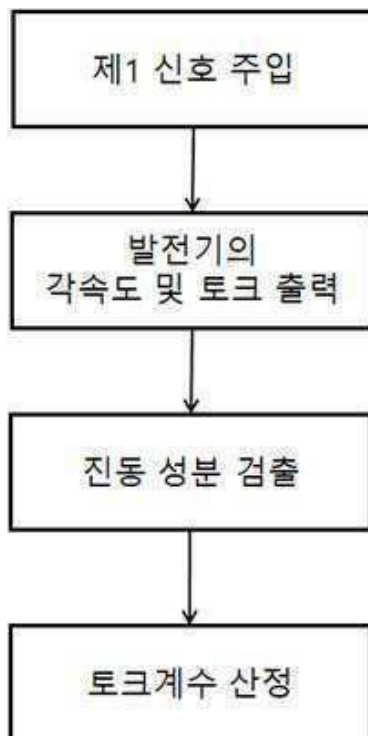 제1 신호 주입
발전기의
각속도 및 토크 출력
진동 성분 검출
토크계수 산정